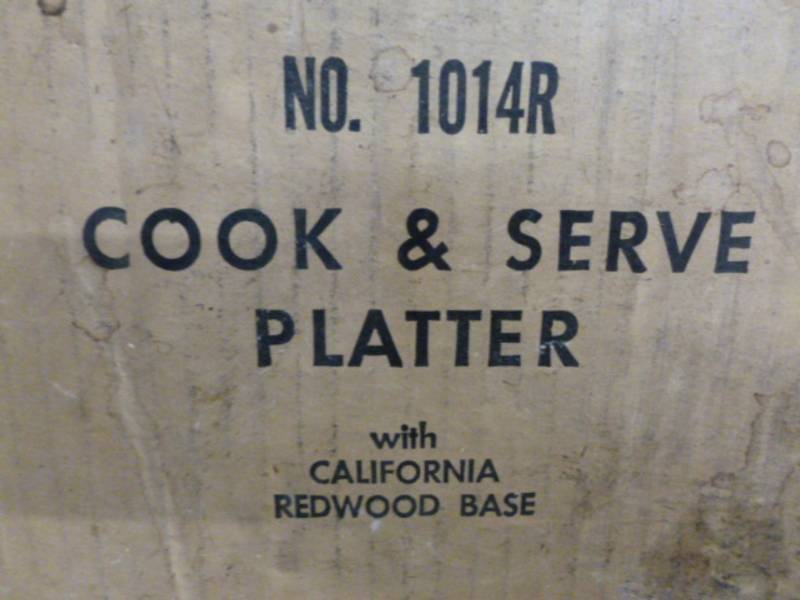 NO. 1014R
COOK & SERVE
PLATTER
with
CALIFORNIA
REDWOOD BASE